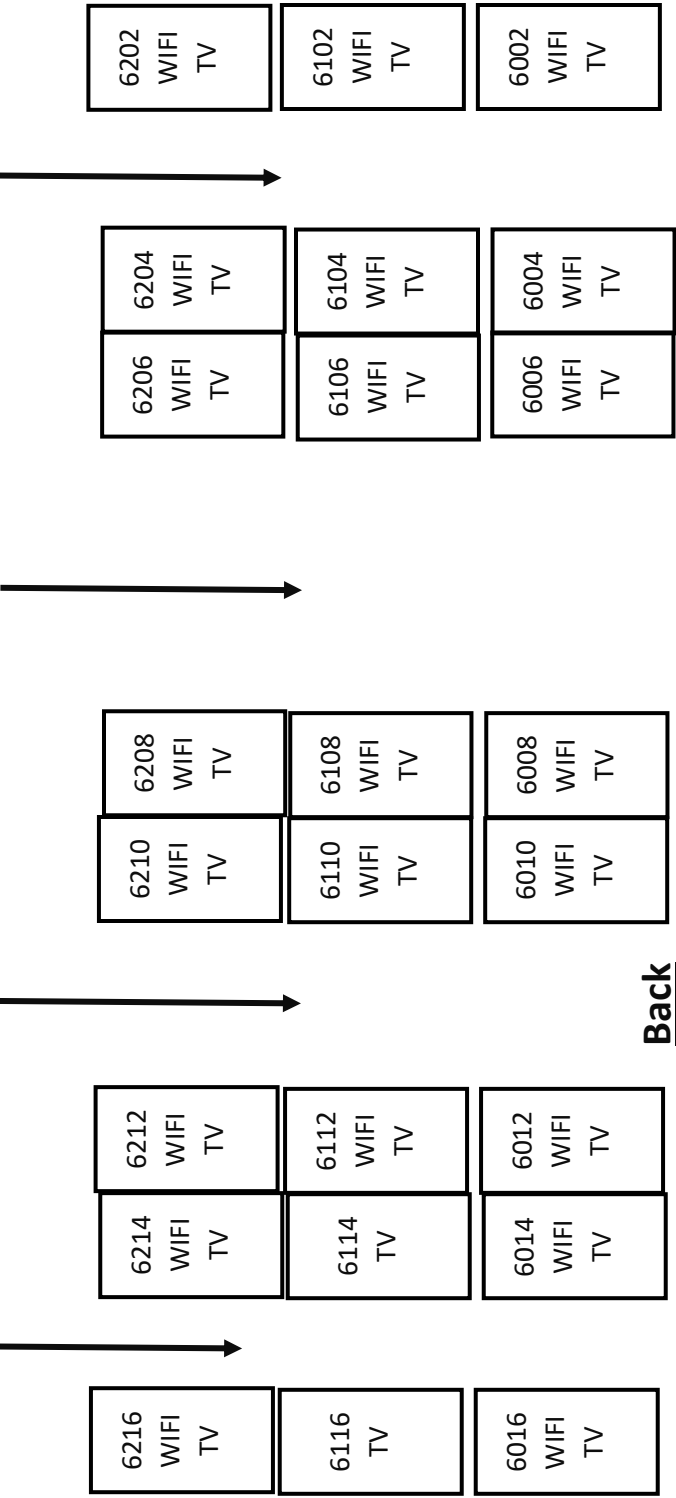 6216
WIFI
TV
6214
WIFI
TV
6212
WIFI
TV
6210
WIFI
TV
6208
WIFI
TV
6206
WIFI
TV
6204
WIFI
TV
6202
WIFI
TV
6116
TV
6114
TV
6112
WIFI
TV
6110
WIFI
TV
6108
WIFI
TV
6106
WIFI
TV
6104
WIFI
TV
6102
WIFI
TV
6016
WIFI
TV
6014
WIFI
TV
6012
WIFI
TV
6010
WIFI
TV
6008
WIFI
TV
6006
WIFI
TV
6004
WIFI
TV
6002
WIFI
TV
Back